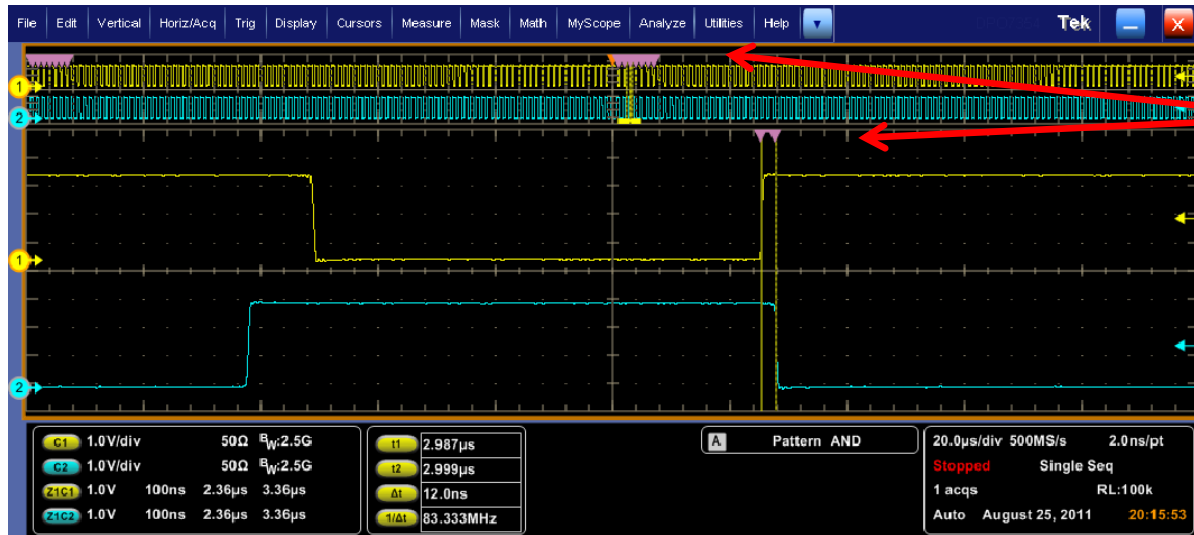 File Edit Vertical Horiz/Acq Trig Display Cursors Measure Mask Math MyScope Analyze Utilities Help Tek
1
2
1
2
C1 1.0V/div 50Ω BW:2.5G
C2 1.0V/div 50Ω BW:2.5G
Z1C1 1.0V 100ns 2.36µs 3.36µs
Z1C2 1.0V 100ns 2.36µs 3.36µs
t1 2.987µs
t2 2.999µs
Δt 12.0ns
1/Δt 83.333MHz
A Pattern AND
20.0µs/div 500MS/s 2.0ns/pt
Stopped Single Seq
1 acqs RL:100k
Auto August 25, 2011 20:15:53